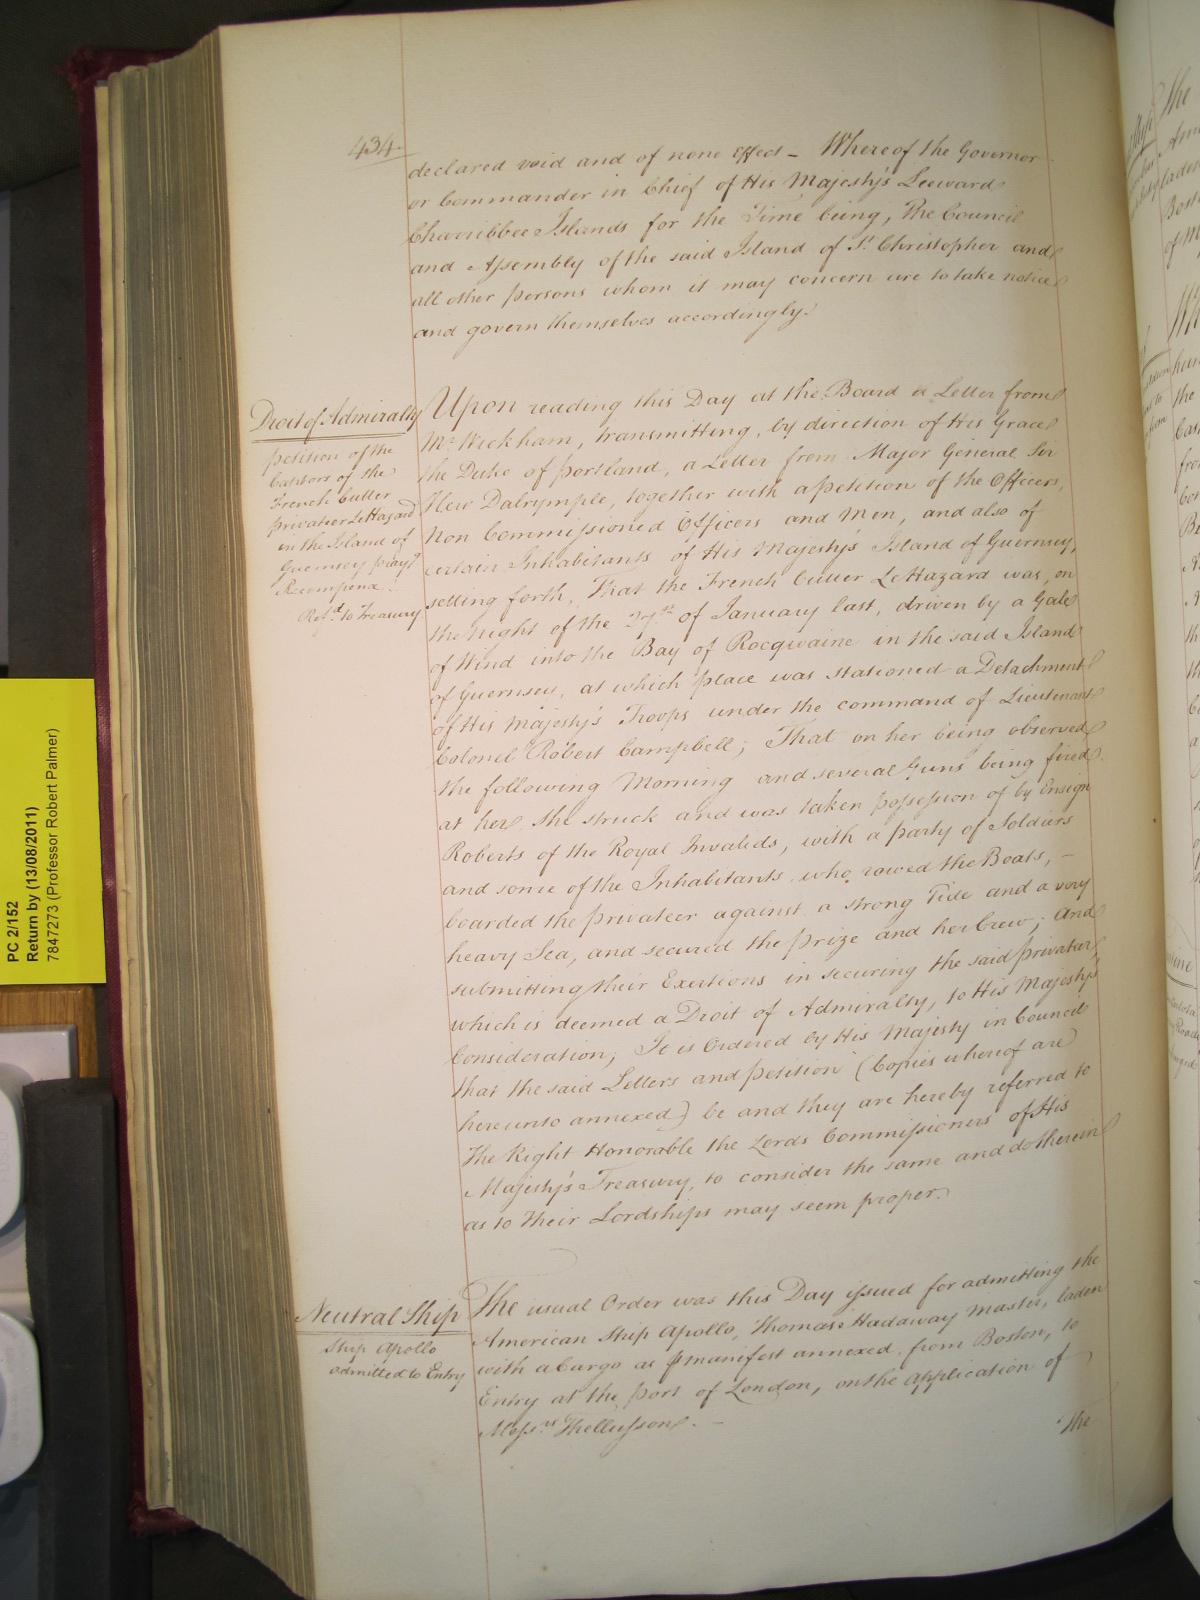 434.
declared void and of none Effect – Whereof the Governor
or Commander in Chief of His Majesty's Leeward
Charribbee Islands for the Time being, The Council
and Assembly of the said Island of St. Christopher and
all other persons whom it may concern are to take notice
and govern themselves accordingly.
Droit of Admiralty
petition of the
Captors of the
French Cutter
privateer Le Hazard
in the Island of
Guernsey pray.g
Recompence.
Ref.d to Treasury
Upon reading this Day at the Board a Letter from
Mr. Wickham, transmitting, by direction of His Grace
the Duke of portland, a Letter from Major General Sir
Hew Dalrymple, together with a petition of the Officers,
Non Commissioned Officers and Men, and also of
certain Inhabitants of His Majesty's Island of Guernsey,
setting forth, That the French Cutter Le Hazard was, on
the Night of the of January last, driven by a Gale
of Wind into the Bay of Rocquaine in the said Island
of Guernsey, at which place was stationed a Detachment
of His Majesty's Troops under the command of Lieutenant
Colonel Robert Campbell; That on her being observed
the following Morning and several Guns being fired
at her, she struck and was taken possession of by Ensign
Roberts of the Royal Invalids, with a party of Soldiers
and some of the Inhabitants who rowed the Boats, –
boarded the privateer against a strong Tide and a very
heavy Sea, and secured the prize and her Crew; And
submitting their Exertions in securing the said privateer,
which is deemed a Droit of Admiralty, to His Majesty's
Consideration; It is Ordered by His Majesty in Council
that the said Letters and petition (Copies whereof are
hereunto annexed) be and they are hereby referred to
the Right Honorable the Lords Commissioners of His
Majesty's Treasury, to consider the same and do therein
as to Their Lordships may seem proper.
Neutral Ship
Ship Apollo
admitted to Entry
The usual Order was this Day issued for admitting the
American Ship Apollo, Thomas Hadaway Master, laden
with a Cargo as p manifest annexed from Boston, to
Entry at the port of London, on the Application of
Mess.rs Thellusson. –
The
PC 2/152
Return by (13/08/2011)
7847273 (Professor Robert Palmer)